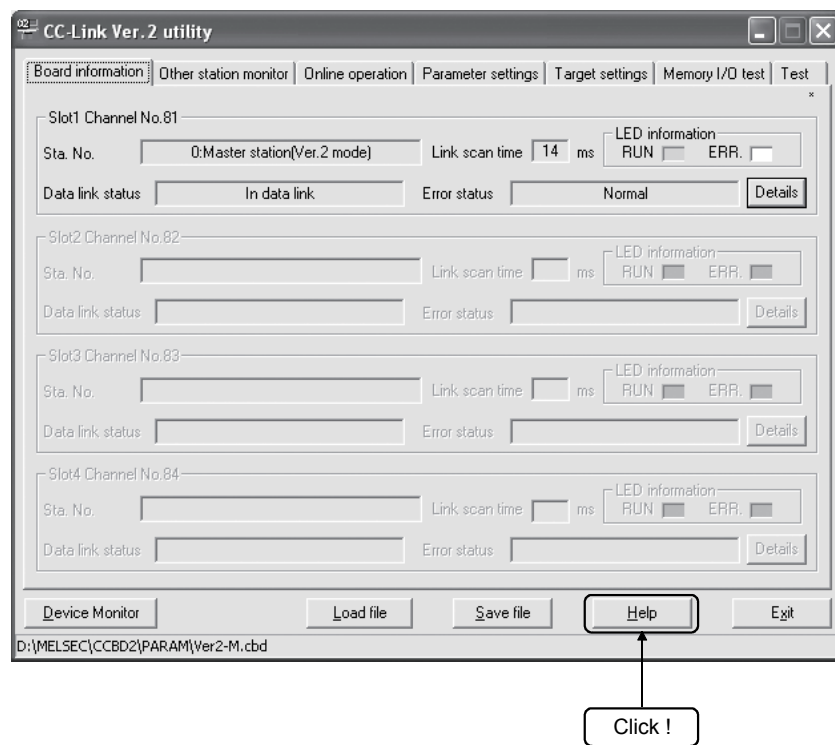 CC-Link Ver.2 utility
Board information Other station monitor Online operation Parameter settings Target settings Memory I/O test Test
*
Slot1 Channel No.81
LED information
Sta. No. 0:Master station(Ver.2 mode) Link scan time 14 ms RUN ERR.
Data link status In data link Error status Normal Details
Slot2 Channel No.82
LED information
Sta. No. Link scan time ms RUN ERR.
Data link status Error status Details
Slot3 Channel No.83
LED information
Sta. No. Link scan time ms RUN ERR.
Data link status Error status Details
Slot4 Channel No.84
LED information
Sta. No. Link scan time ms RUN ERR.
Data link status Error status Details
Device Monitor Load file Save file Help Exit
D:\MELSEC\CCBD2\PARAM\Ver2-M.cbd
Click !